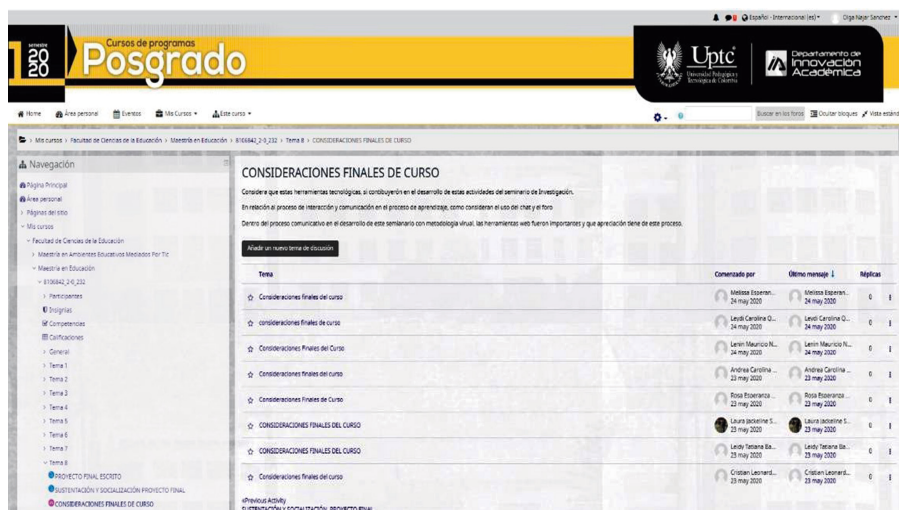 Español - Internacional (es)
Olga Najar Sanchez
semestre
2020
Cursos de programas
Posgrado
Uptc
Universidad Pedagógica y
Tecnológica de Colombia
Departamento de
Innovación
Académica
Home
Área personal
Eventos
Mis Cursos
Este curso
Buscar en los foros
Ocultar bloques
Vista estánd
Mis cursos > Facultad de Ciencias de la Educación > Maestría en Educación > 8106842_2-0_232 > Tema 8 > CONSIDERACIONES FINALES DE CURSO
Navegación
Página Principal
Área personal
Páginas del sitio
Mis cursos
Facultad de Ciencias de la Educación
Maestría en Ambientes Educativos Mediados Por Tic
Maestría en Educación
8106842_2-0_232
Participantes
Insignias
Competencias
Calificaciones
General
Tema 1
Tema 2
Tema 3
Tema 4
Tema 5
Tema 6
Tema 7
Tema 8
PROYECTO FINAL ESCRITO
SUSTENTACIÓN Y SOCIALIZACIÓN PROYECTO FINAL
CONSIDERACIONES FINALES DE CURSO
CONSIDERACIONES FINALES DE CURSO
Considera que estas herramientas tecnológicas, si contibuyerón en el desarrollo de estas actividades del seminario de Investigación.
En relación al proceso de interacción y comunicación en el proceso de aprendizaje, como consideran el uso del chat y el foro
Dentro del proceso comunicativo en el desarrollo de este semianario con metodologia virual, las herramientas web fueron importantes y que apreciación tiene de este proceso.
Añadir un nuevo tema de discusión
Tema Comenzado por Último mensaje ↓ Réplicas
Consideraciones finales del curso Melissa Esperan... Melissa Esperan... 0
24 may 2020 24 may 2020
consideraciones finales de curso Leydi Carolina Q... Leydi Carolina Q... 0
24 may 2020 24 may 2020
Consideraciones Finales del Curso Lenin Mauricio N... Lenin Mauricio N... 0
24 may 2020 24 may 2020
Consideraciones finales del curso Andrea Carolina ... Andrea Carolina ... 0
23 may 2020 23 may 2020
Consideraciones Finales de Curso Rosa Esperanza ... Rosa Esperanza ... 0
23 may 2020 23 may 2020
CONSIDERACIONES FINALES DEL CURSO Laura Jackeline S... Laura Jackeline S... 0
23 may 2020 23 may 2020
CONSIDERACIONES FINALES DEL CURSO Leidy Tatiana Ba... Leidy Tatiana Ba... 0
23 may 2020 23 may 2020
Consideraciones finales del curso Cristian Leonard... Cristian Leonard... 0
23 may 2020 23 may 2020
◄Previous Activity
SUSTENTACIÓN Y SOCIALIZACIÓN PROYECTO FINAL